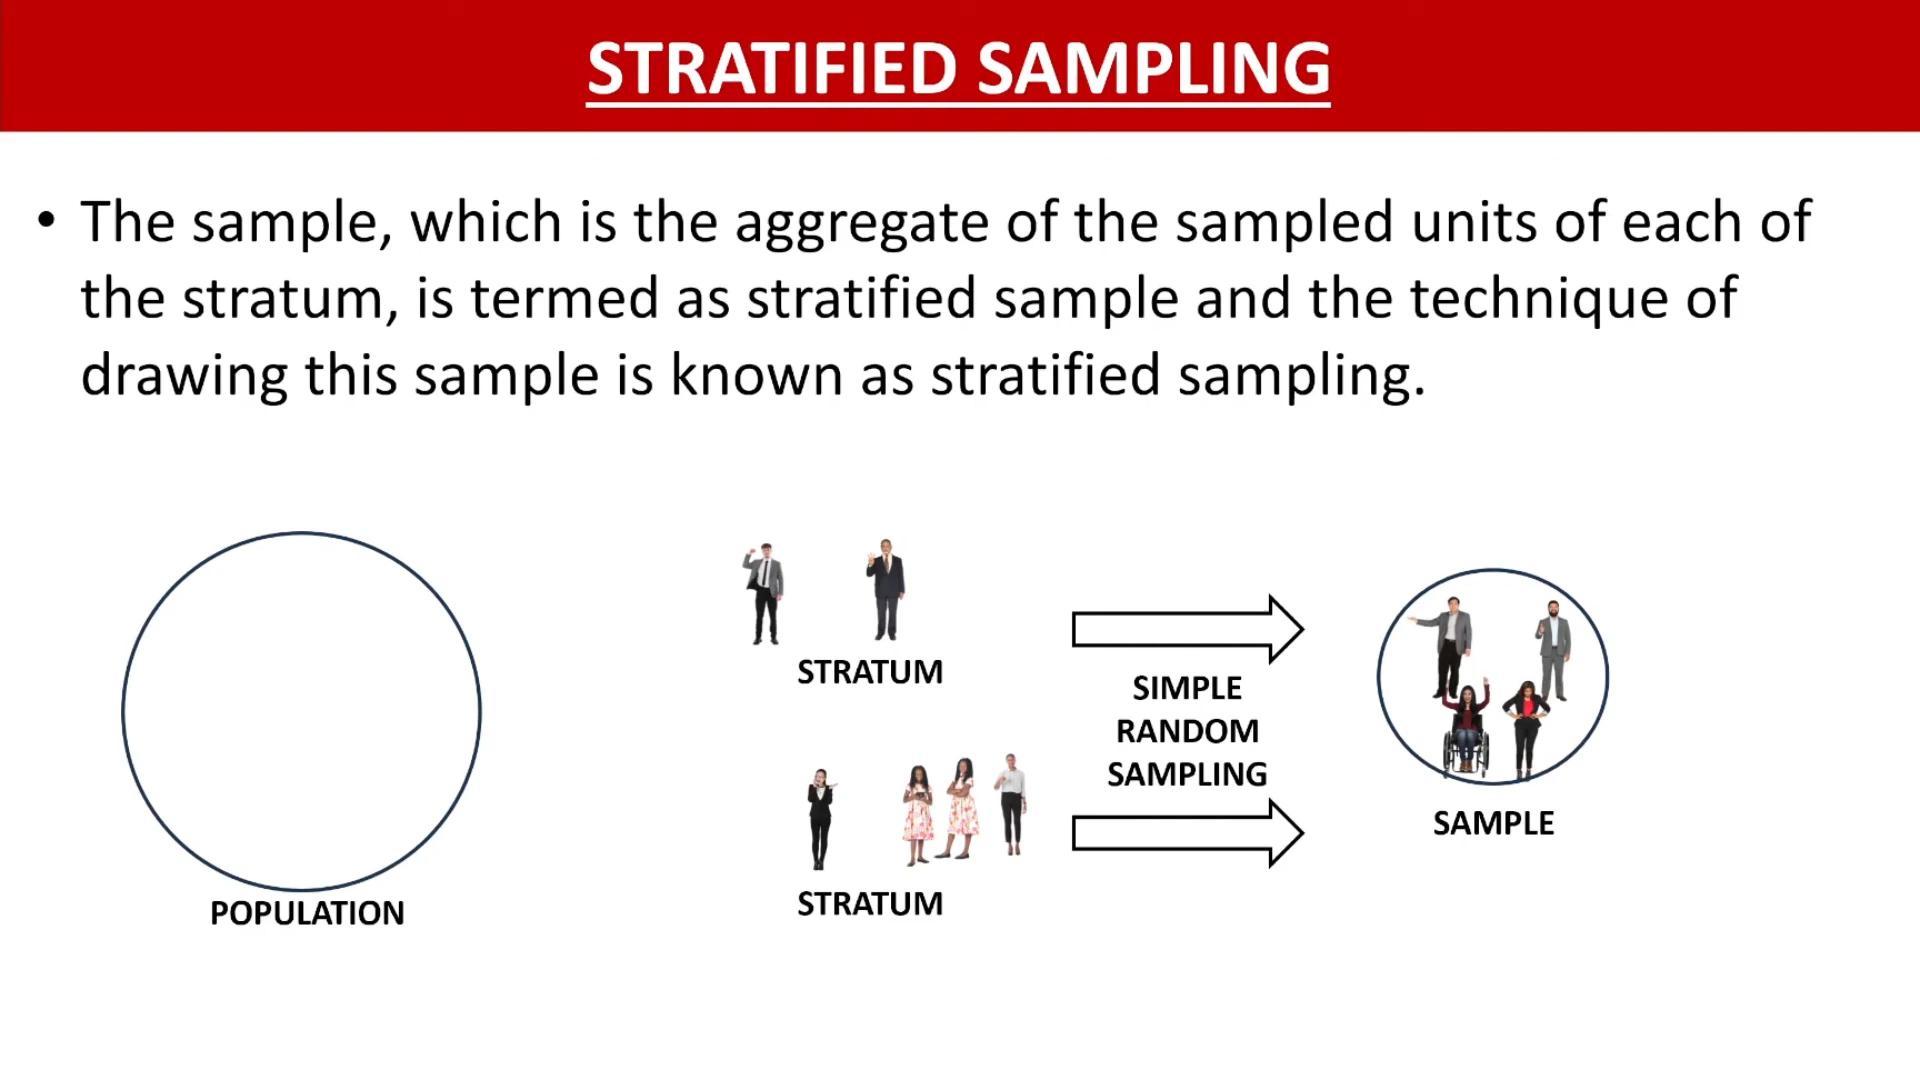 STRATIFIED SAMPLING
• The sample, which is the aggregate of the sampled units of each of
the stratum, is termed as stratified sample and the technique of
drawing this sample is known as stratified sampling.
STRATUM
SIMPLE
RANDOM
SAMPLING
SAMPLE
STRATUM
POPULATION